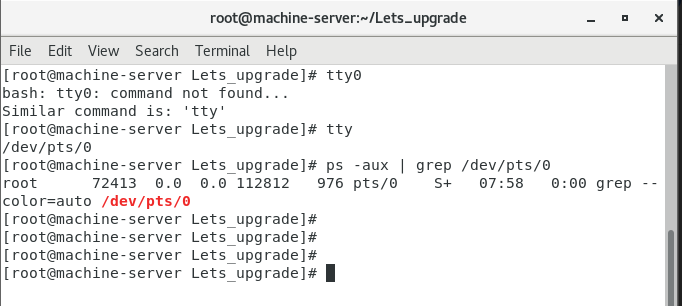 root@machine-server:~/Lets_upgrade
File Edit View Search Terminal Help
[root@machine-server Lets_upgrade]# tty0
bash: tty0: command not found...
Similar command is: 'tty'
[root@machine-server Lets_upgrade]# tty
/dev/pts/0
[root@machine-server Lets_upgrade]# ps -aux | grep /dev/pts/0
root      72413  0.0  0.0 112812   976 pts/0    S+   07:58   0:00 grep --
color=auto /dev/pts/0
[root@machine-server Lets_upgrade]#
[root@machine-server Lets_upgrade]#
[root@machine-server Lets_upgrade]#
[root@machine-server Lets_upgrade]#